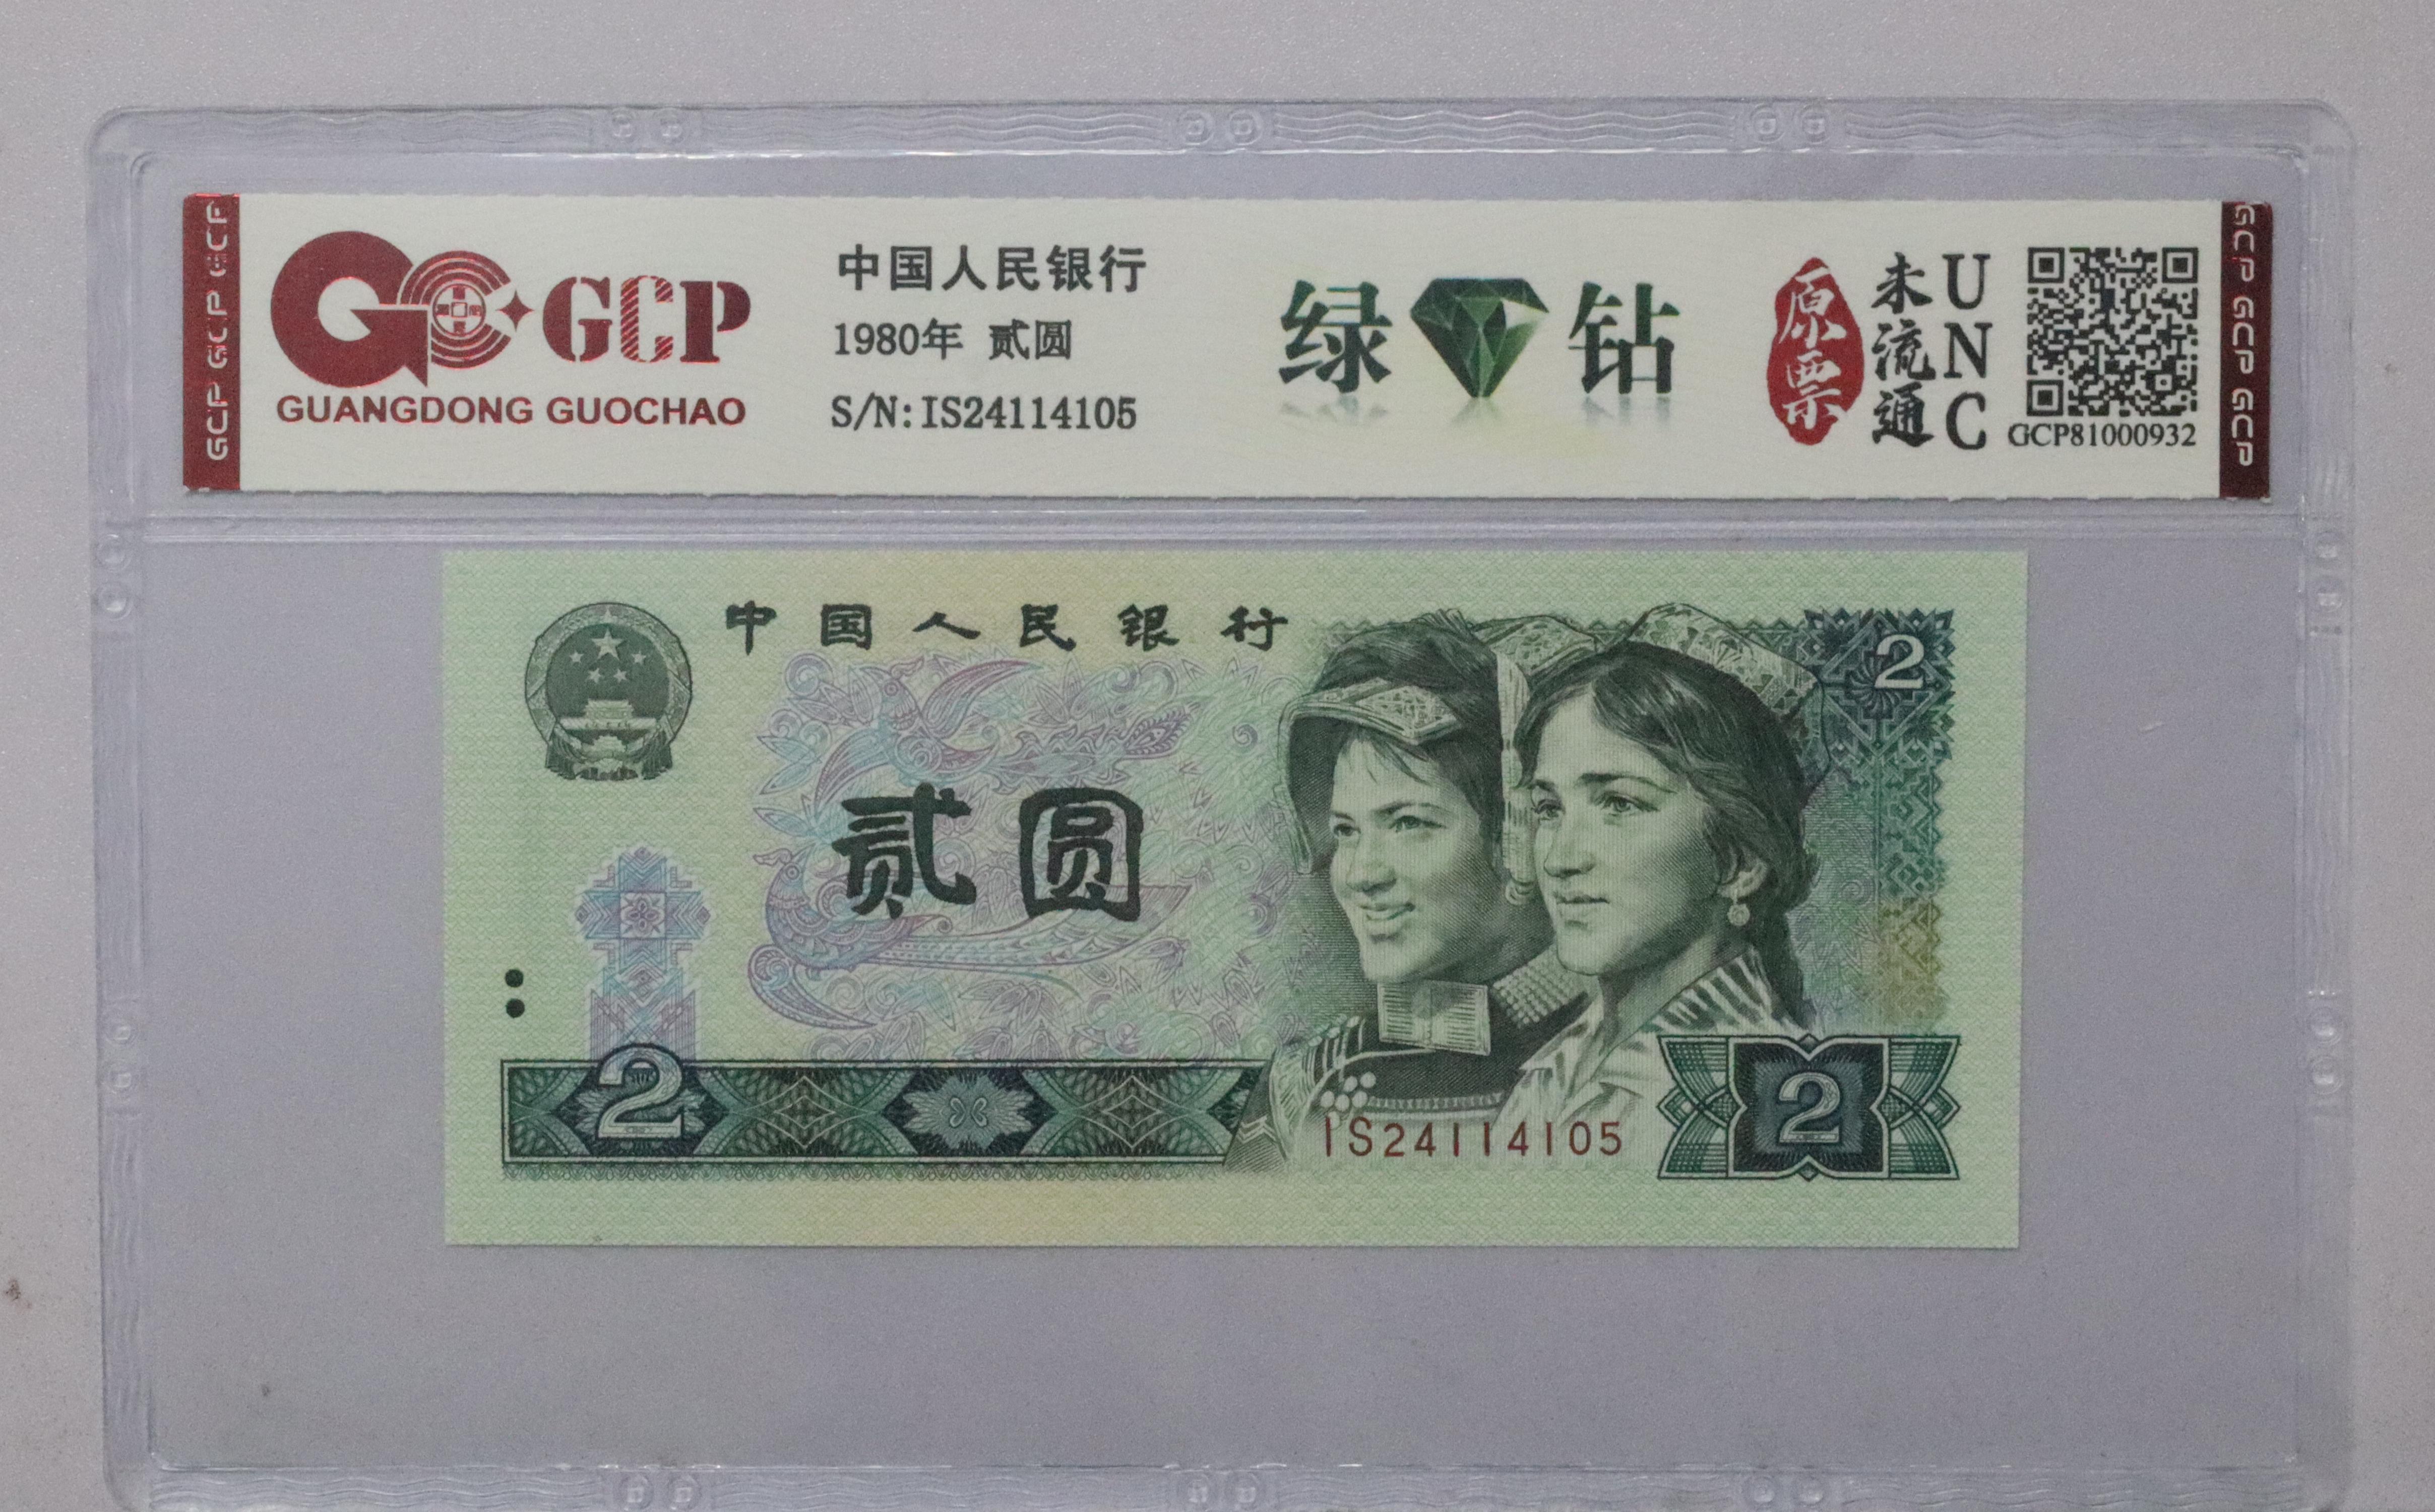 GCP GCP GCP
GCP
GUANGDONG GUOCHAO
中国人民银行
1980年 贰圆
S/N: IS24114105
绿钻
原票
未流通
UNC
GCP81000932
GCP GCP GCP
中国人民银行
2
贰圆
2
IS24114105
2